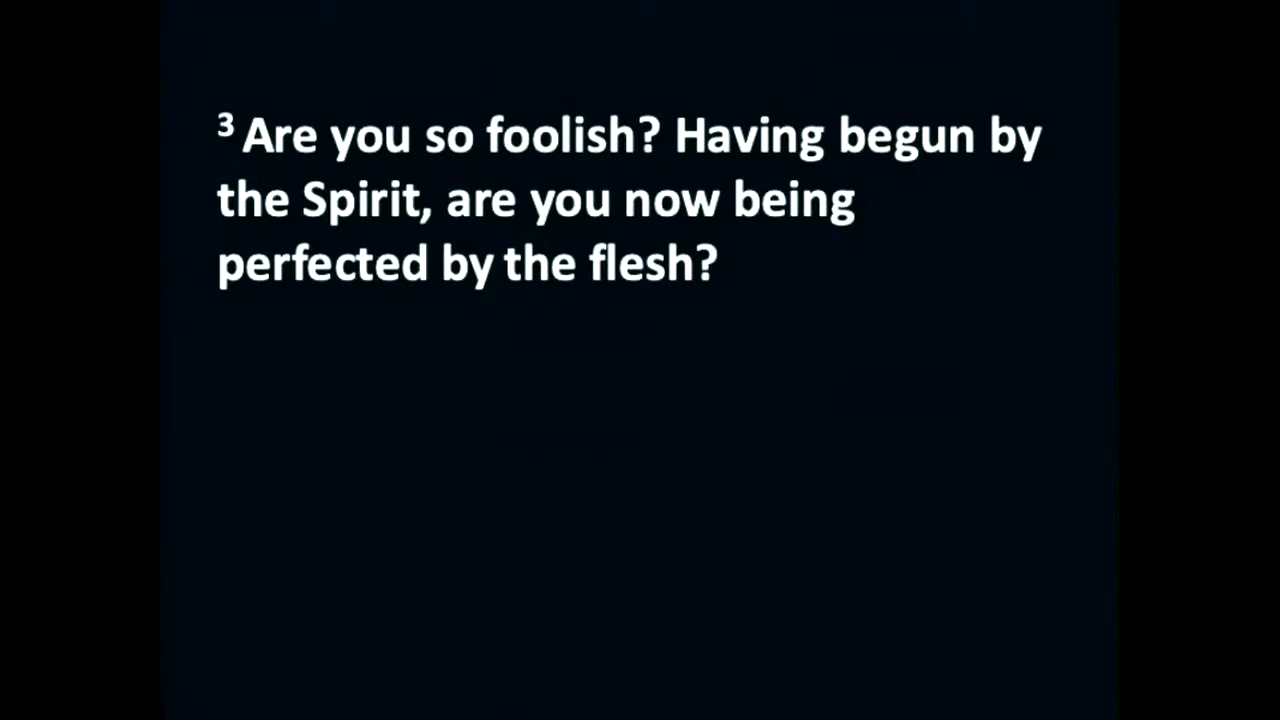 ³ Are you so foolish? Having begun by
the Spirit, are you now being
perfected by the flesh?